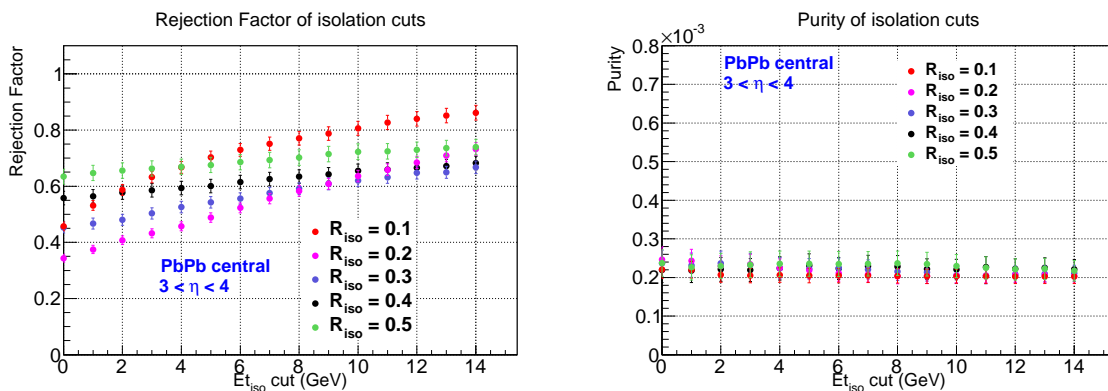 Rejection Factor of isolation cuts
Rejection Factor
1
0.8
0.6
0.4
0.2
0
PbPb central
3 < η < 4
R_iso = 0.1
R_iso = 0.2
R_iso = 0.3
R_iso = 0.4
R_iso = 0.5
0 2 4 6 8 10 12 14
Et_iso cut (GeV)
Purity of isolation cuts
×10^-3
Purity
0.8
0.7
0.6
0.5
0.4
0.3
0.2
0.1
0
PbPb central
3 < η < 4
R_iso = 0.1
R_iso = 0.2
R_iso = 0.3
R_iso = 0.4
R_iso = 0.5
0 2 4 6 8 10 12 14
Et_iso cut (GeV)